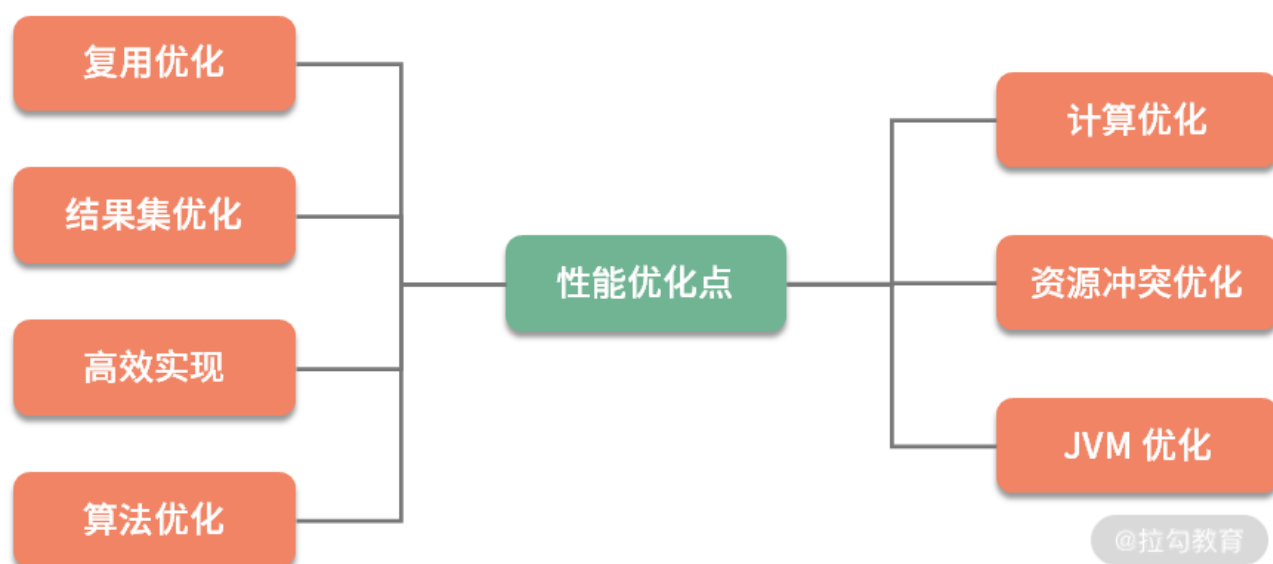 复用优化
结果集优化
高效实现
算法优化
性能优化点
计算优化
资源冲突优化
JVM 优化
@拉勾教育